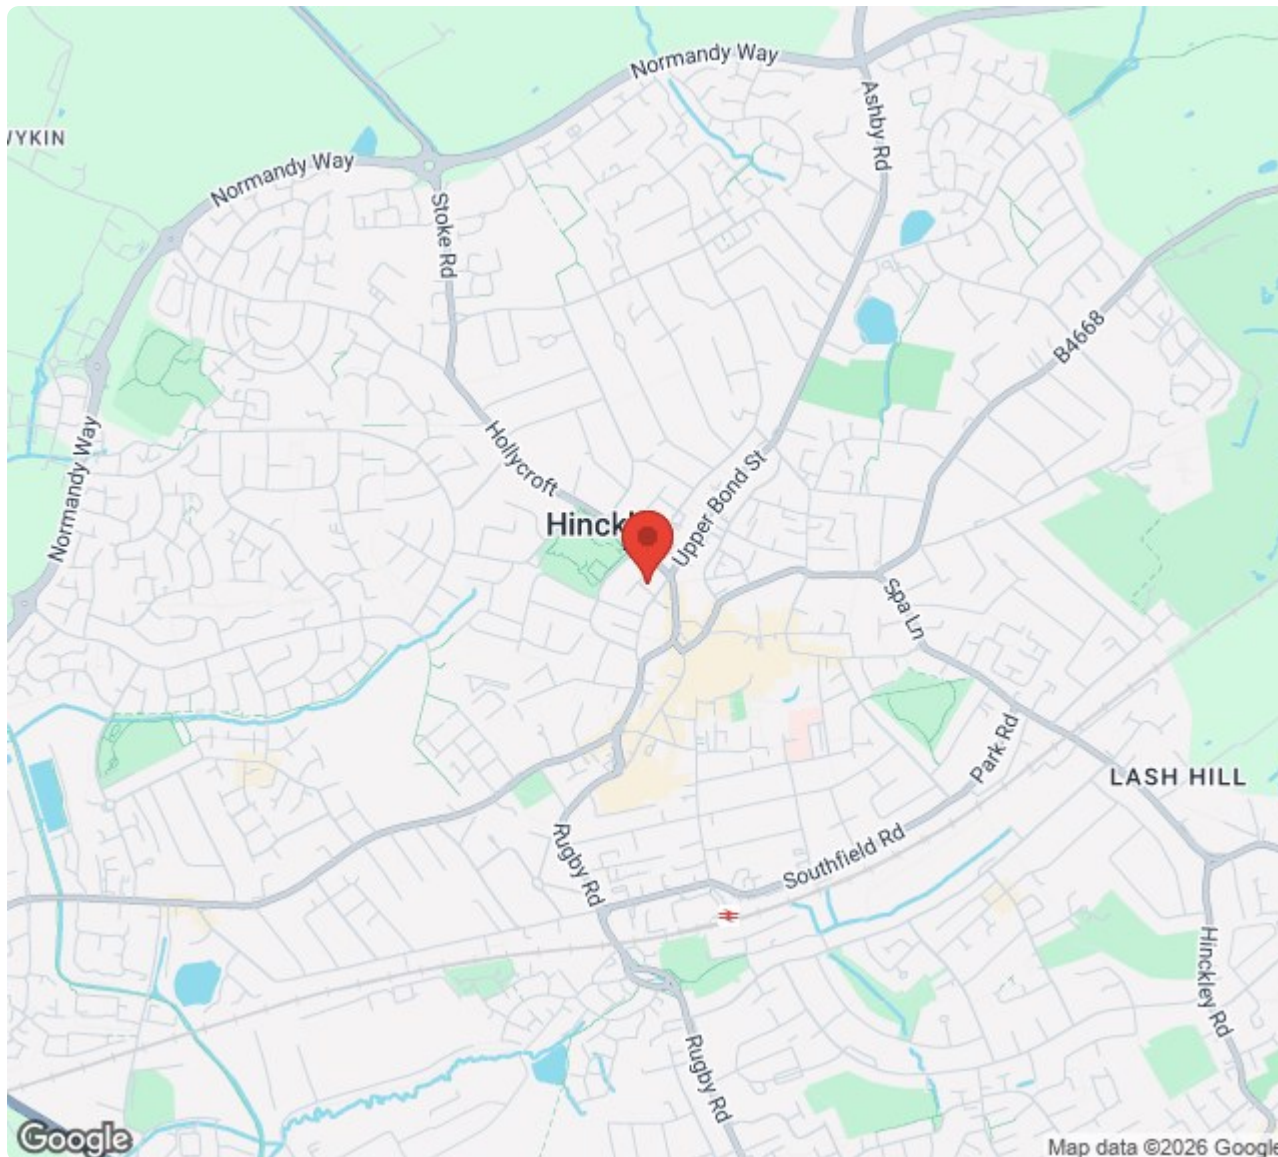 Normandy Way
Ashby Rd
WYKIN
Normandy Way
Stoke Rd
B4668
Hollycroft
Normandy Way
Upper Bond St
Hinckl
Spa Ln
Park Rd
LASH HILL
Rugby Rd
Southfield Rd
Hinckley Rd
Rugby Rd
Google
Map data ©2026 Google